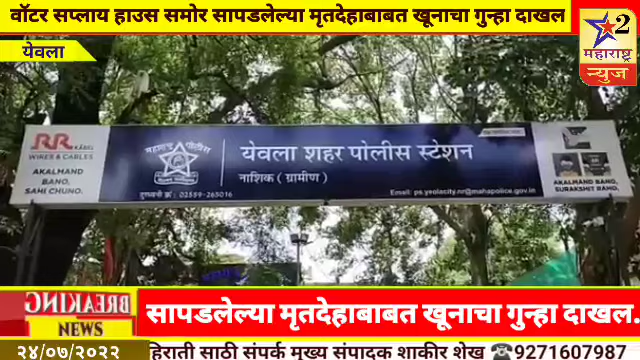 वॉटर सप्लाय हाउस समोर सापडलेल्या मृतदेहाबाबत खूनाचा गुन्हा दाखल
येवला
2
महाराष्ट्र
न्युज
RR KABEL
WIRES & CABLES
AKALMAND
BANO,
SAHI CHUNO.
महाराष्ट्र पोलीस
येवला शहर पोलीस स्टेशन
नाशिक ( ग्रामीण )
दुरध्वनी क्रं : 02559-265016
Email: ps.yeolacity.nr@mahapolice.gov.in
AKALMAND BANO,
SURAKSHIT BANO.
BREAKING
NEWS
सापडलेल्या मृतदेहाबाबत खूनाचा गुन्हा दाखल.
२४/०७/२०२२
हिराती साठी संपर्क मुख्य संपादक शाकीर शेख ☎9271607987